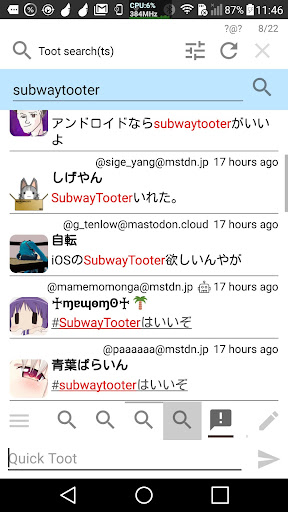 CPU:6%
384MHz
87% 11:46
?@? 8/22
Toot search(ts)
subwaytooter
アンドロイドならsubwaytooterがいい
よ
@sige_yang@mstdn.jp 17 hours ago
しげやん
SubwayTooterいれた。
@g_tenlow@mastodon.cloud 17 hours ago
自転
iOSのSubwayTooter欲しいんやが
@mamemomonga@mstdn.jp 17 hours ago
#SubwayTooterはいいぞ
@paaaaaa@mstdn.jp 17 hours ago
青葉ばらいん
#subwaytooterはいいぞ
Quick Toot